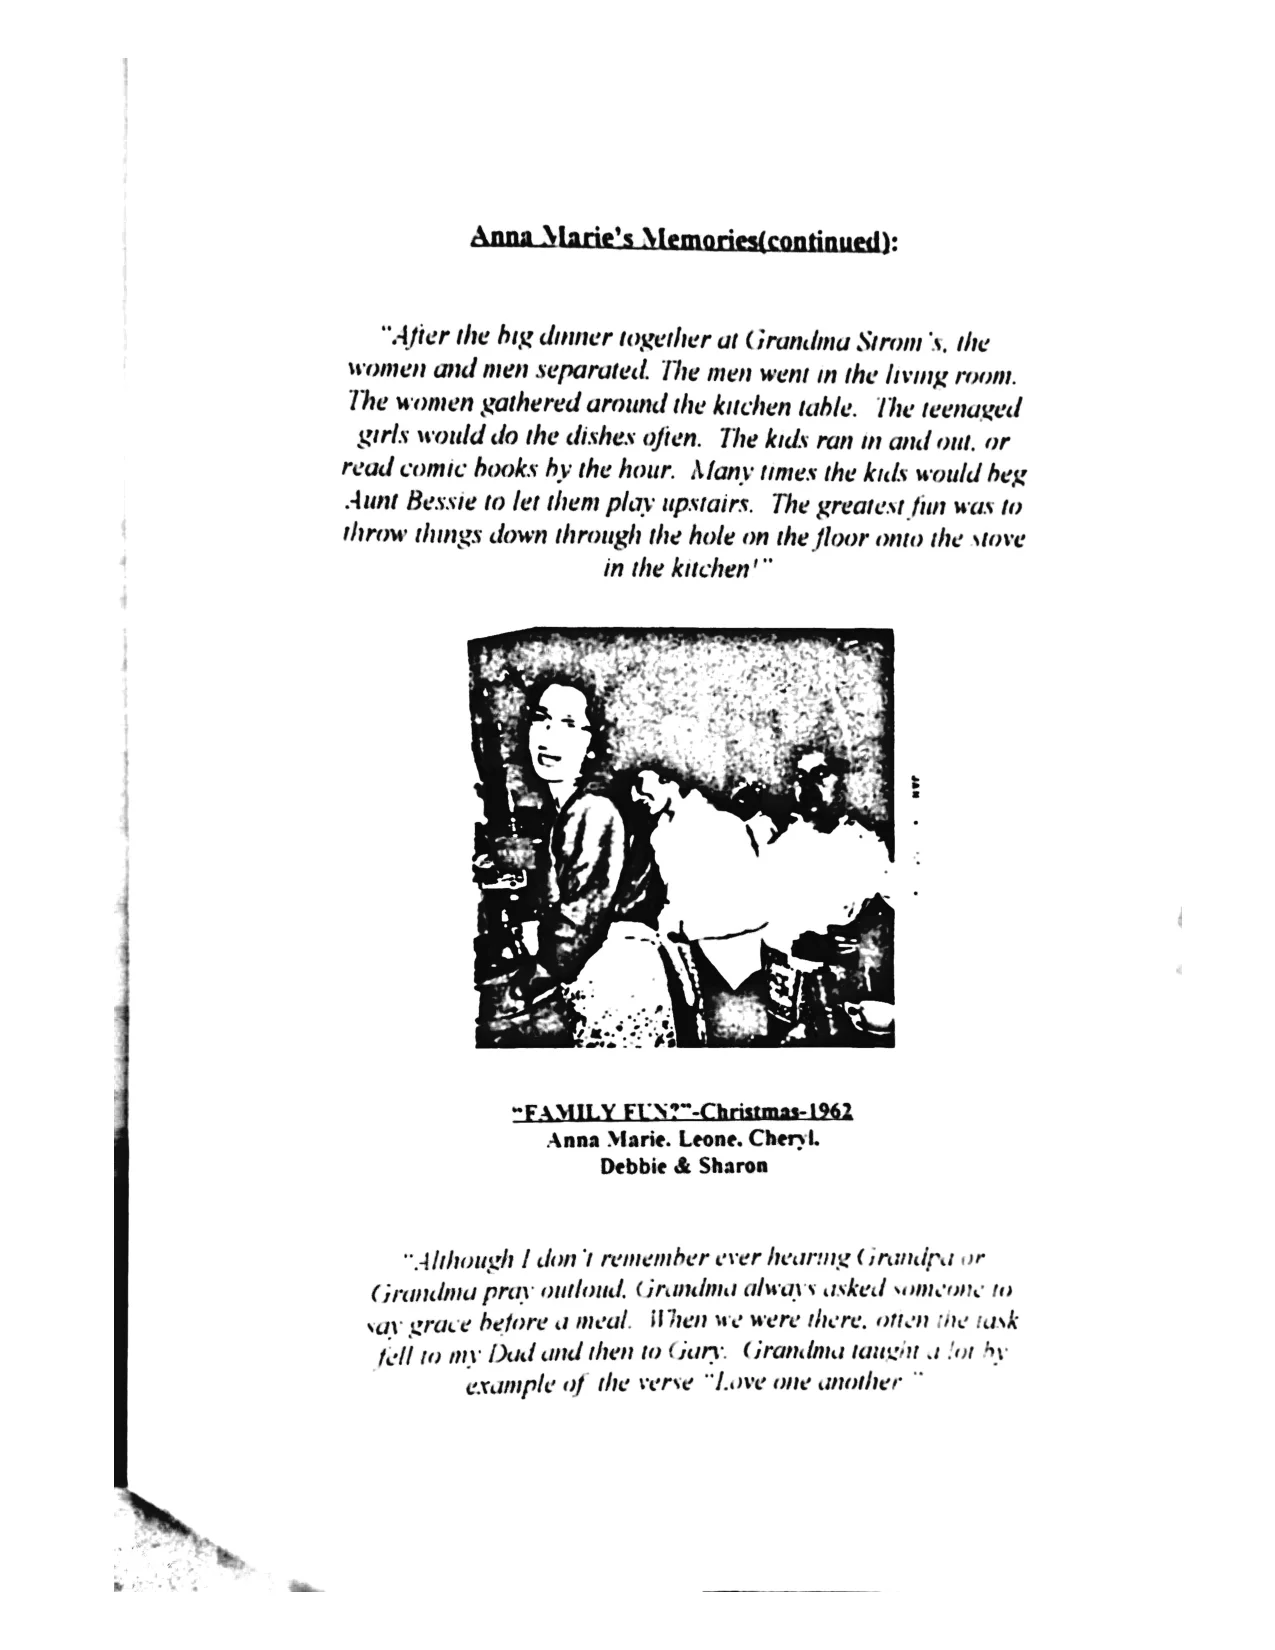 Anna Marie's Memories(continued):
"After the big dinner together at Grandma Strom's, the
women and men separated. The men went in the living room.
The women gathered around the kitchen table. The teenaged
girls would do the dishes often. The kids ran in and out, or
read comic books by the hour. Many times the kids would beg
Aunt Bessie to let them play upstairs. The greatest fun was to
throw things down through the hole on the floor onto the stove
in the kitchen!"
JAN
"FAMILY FUN?"-Christmas-1962
Anna Marie, Leone, Cheryl,
Debbie & Sharon
"Although I don't remember ever hearing Grandpa or
Grandma pray outloud, Grandma always asked someone to
say grace before a meal. When we were there, often the task
fell to my Dad and then to Gary. Grandma taught a lot by
example of the verse "Love one another "